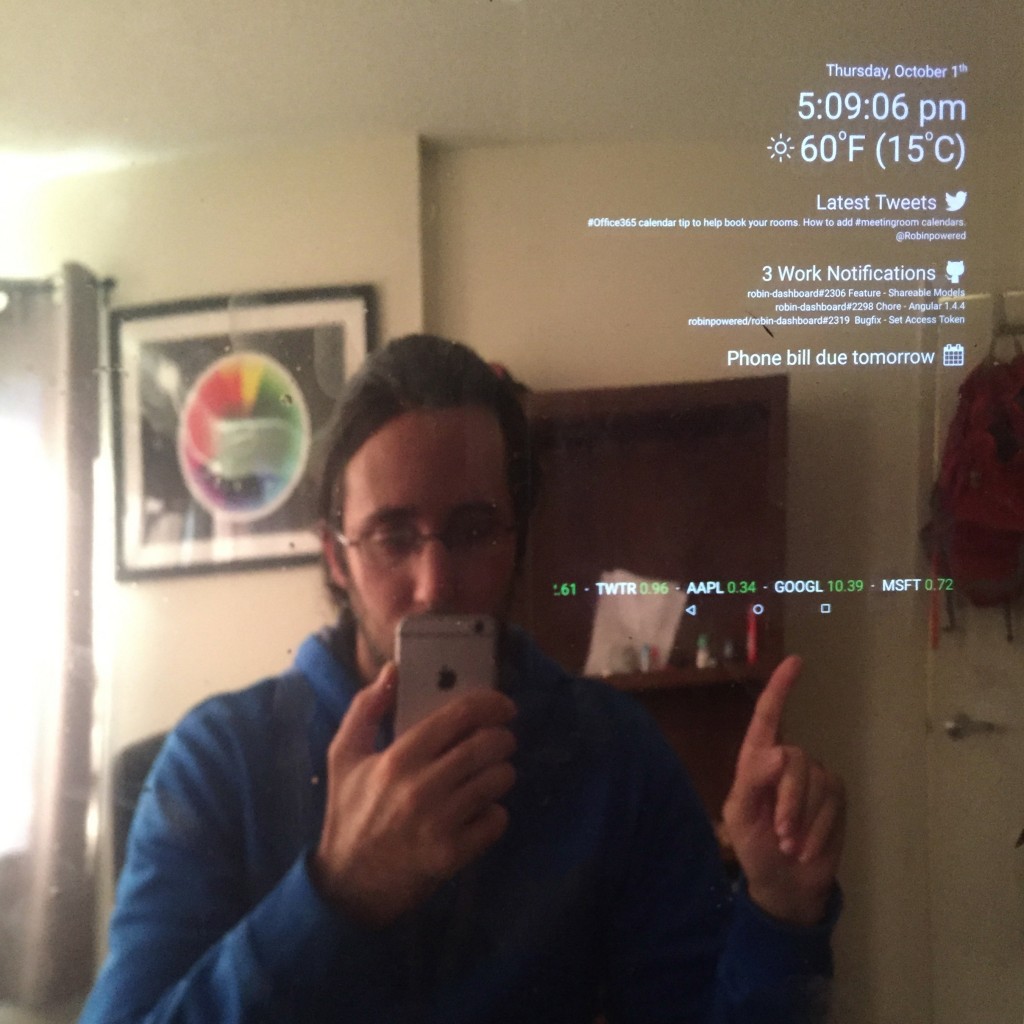 Thursday, October 1th
5:09:06 pm
60°F (15°C)
Latest Tweets
#Office365 calendar tip to help book your rooms. How to add #meetingroom calendars.
@Robinpowered
3 Work Notifications
robin-dashboard#2306 Feature - Shareable Models
robin-dashboard#2298 Chore - Angular 1.4.4
robinpowered/robin-dashboard#2319 Bugfix - Set Access Token
Phone bill due tomorrow
.61 - TWTR 0.96 - AAPL 0.34 - GOOGL 10.39 - MSFT 0.72